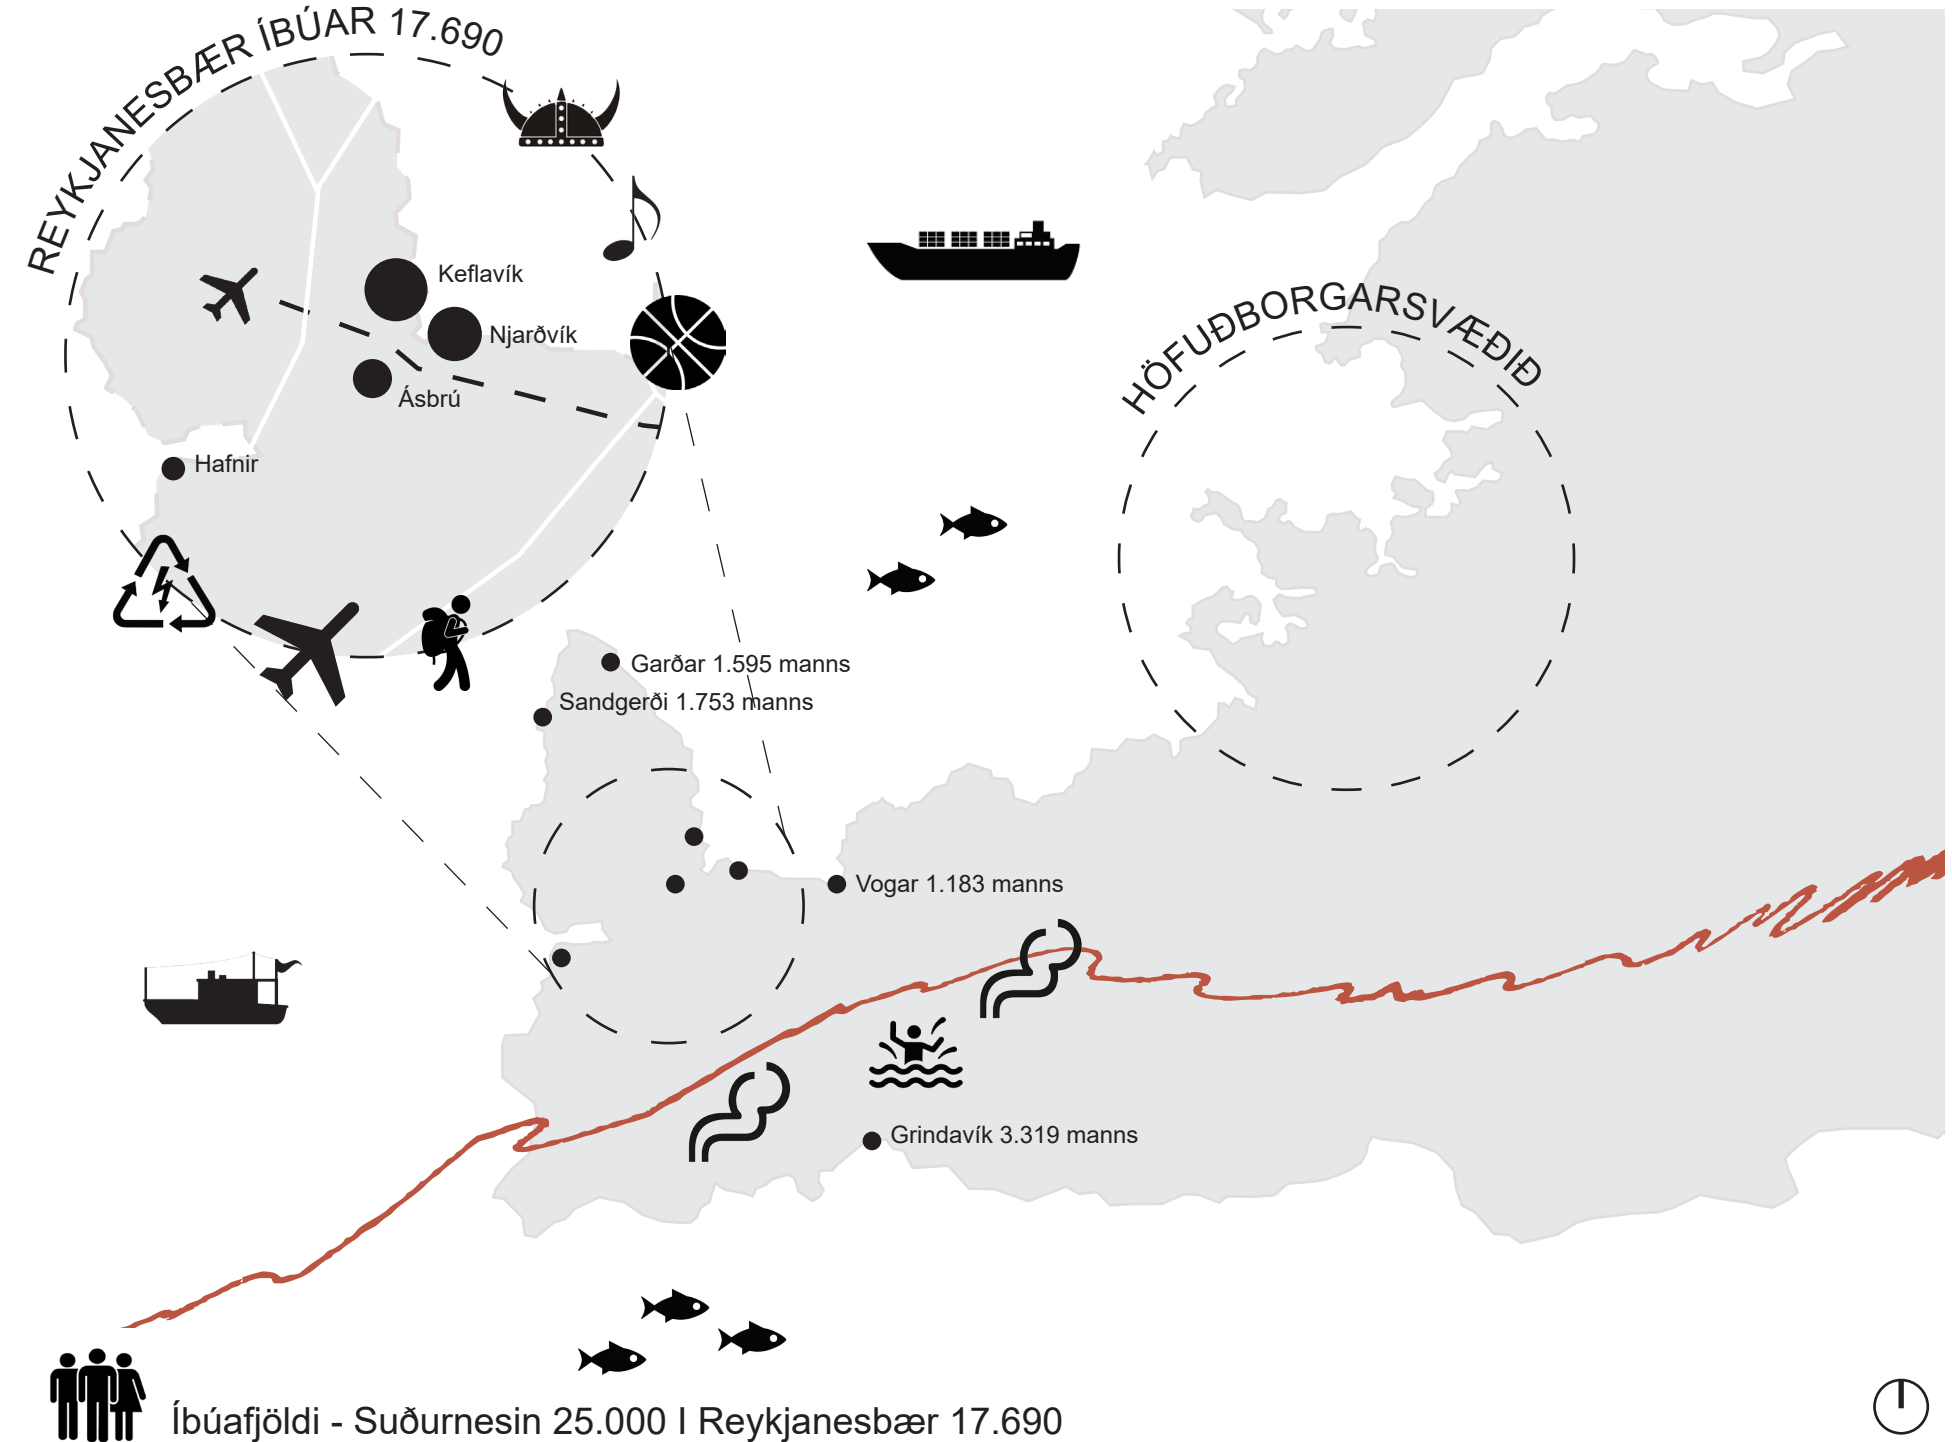 REYKJANESBÆR ÍBÚAR 17.690
Keflavík
Njarðvík
Ásbrú
Hafnir
HÖFUÐBORGARSVÆÐIÐ
Garðar 1.595 manns
Sandgerði 1.753 manns
Vogar 1.183 manns
Grindavík 3.319 manns
Íbúafjöldi - Suðurnesin 25.000 I Reykjanesbær 17.690